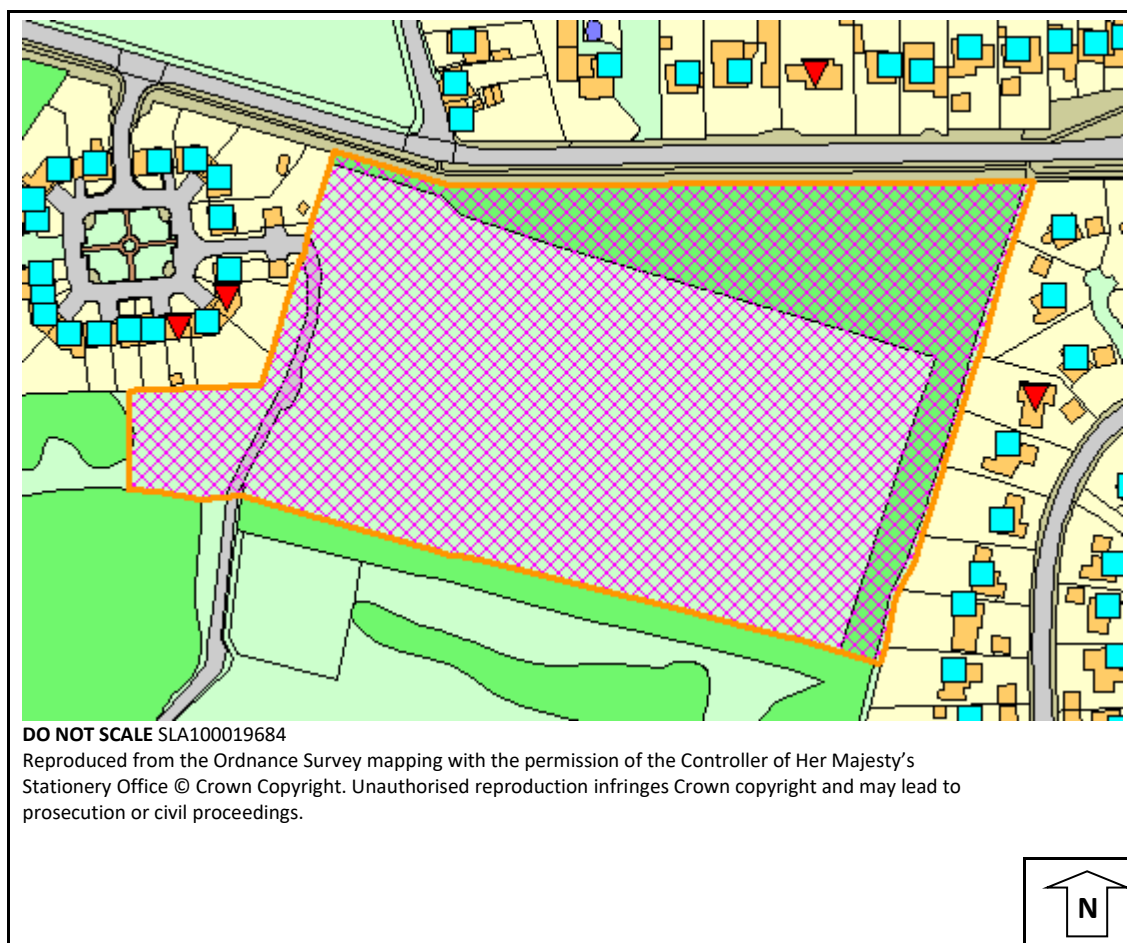 DO NOT SCALE SLA100019684
Reproduced from the Ordnance Survey mapping with the permission of the Controller of Her Majesty’s
Stationery Office © Crown Copyright. Unauthorised reproduction infringes Crown copyright and may lead to
prosecution or civil proceedings.
N